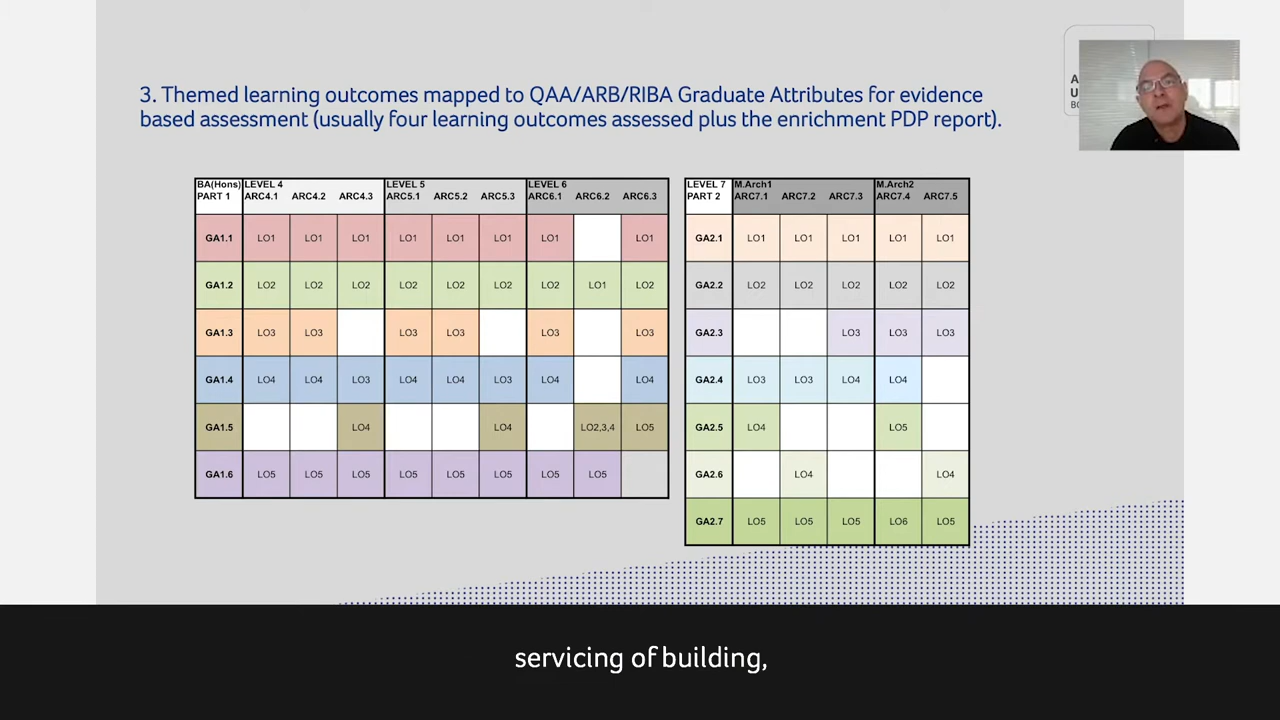 3. Themed learning outcomes mapped to QAA/ARB/RIBA Graduate Attributes for evidence
based assessment (usually four learning outcomes assessed plus the enrichment PDP report).
BA(Hons) LEVEL 4 LEVEL 5 LEVEL 6
PART 1 ARC4.1 ARC4.2 ARC4.3 ARC5.1 ARC5.2 ARC5.3 ARC6.1 ARC6.2 ARC6.3
GA1.1 LO1 LO1 LO1 LO1 LO1 LO1 LO1 LO1
GA1.2 LO2 LO2 LO2 LO2 LO2 LO2 LO2 LO1 LO2
GA1.3 LO3 LO3 LO3 LO3 LO3 LO3
GA1.4 LO4 LO4 LO3 LO4 LO4 LO3 LO4 LO4
GA1.5 LO4 LO4 LO2,3,4 LO5
GA1.6 LO5 LO5 LO5 LO5 LO5 LO5 LO5 LO5
LEVEL 7 M.Arch1 M.Arch2
PART 2 ARC7.1 ARC7.2 ARC7.3 ARC7.4 ARC7.5
GA2.1 LO1 LO1 LO1 LO1 LO1
GA2.2 LO2 LO2 LO2 LO2 LO2
GA2.3 LO3 LO3 LO3
GA2.4 LO3 LO3 LO4 LO4
GA2.5 LO4 LO5
GA2.6 LO4 LO4
GA2.7 LO5 LO5 LO5 LO6 LO5
servicing of building,